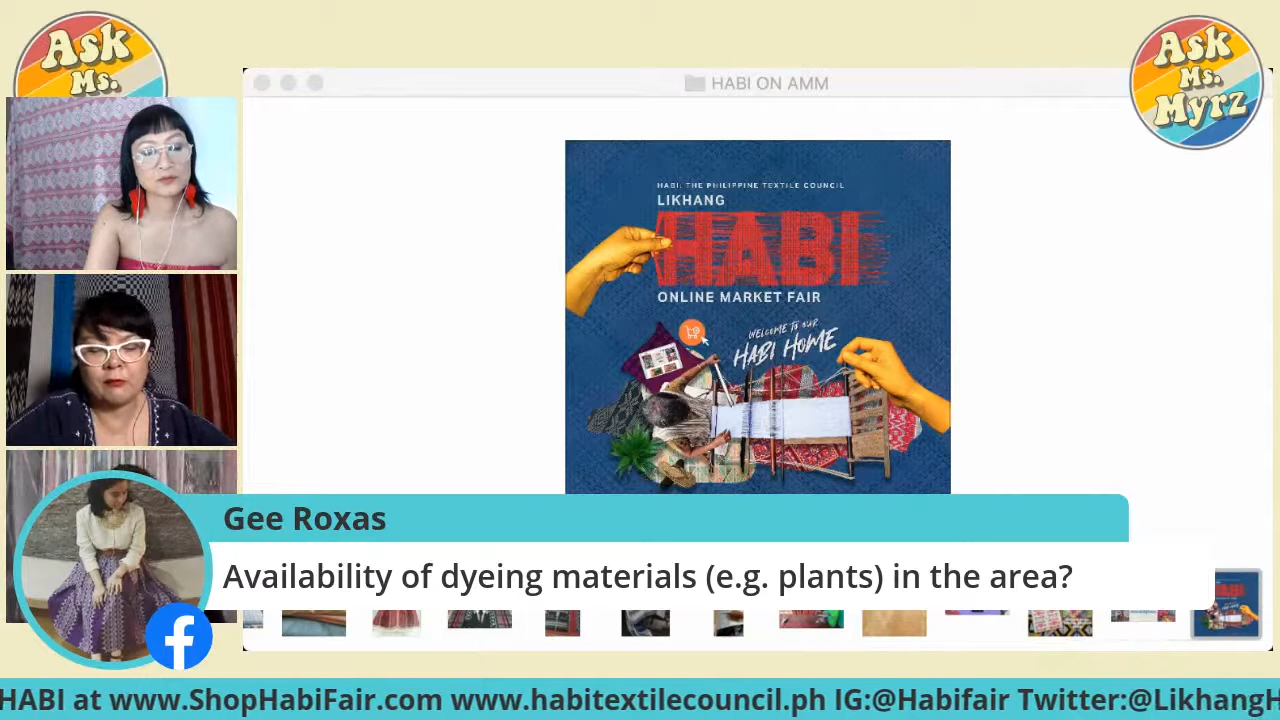 Ask
Ms.
Ask
Ms.
Myrz
HABI ON AMM
HABI: THE PHILIPPINE TEXTILE COUNCIL
LIKHANG
HABI
ONLINE MARKET FAIR
WELCOME TO OUR
HABI HOME
Gee Roxas
Availability of dyeing materials (e.g. plants) in the area?
HABI at www.ShopHabiFair.com www.habitextilecouncil.ph IG:@Habifair Twitter:@LikhangH